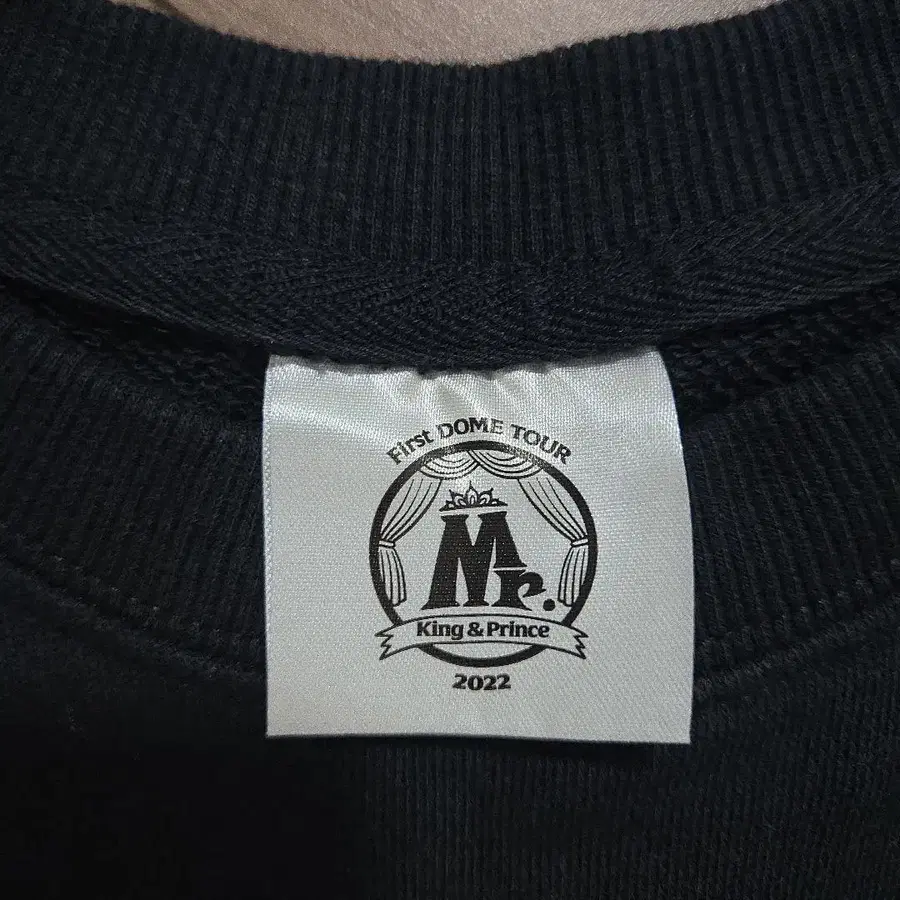 First DOME TOUR
Mr.
King & Prince
2022